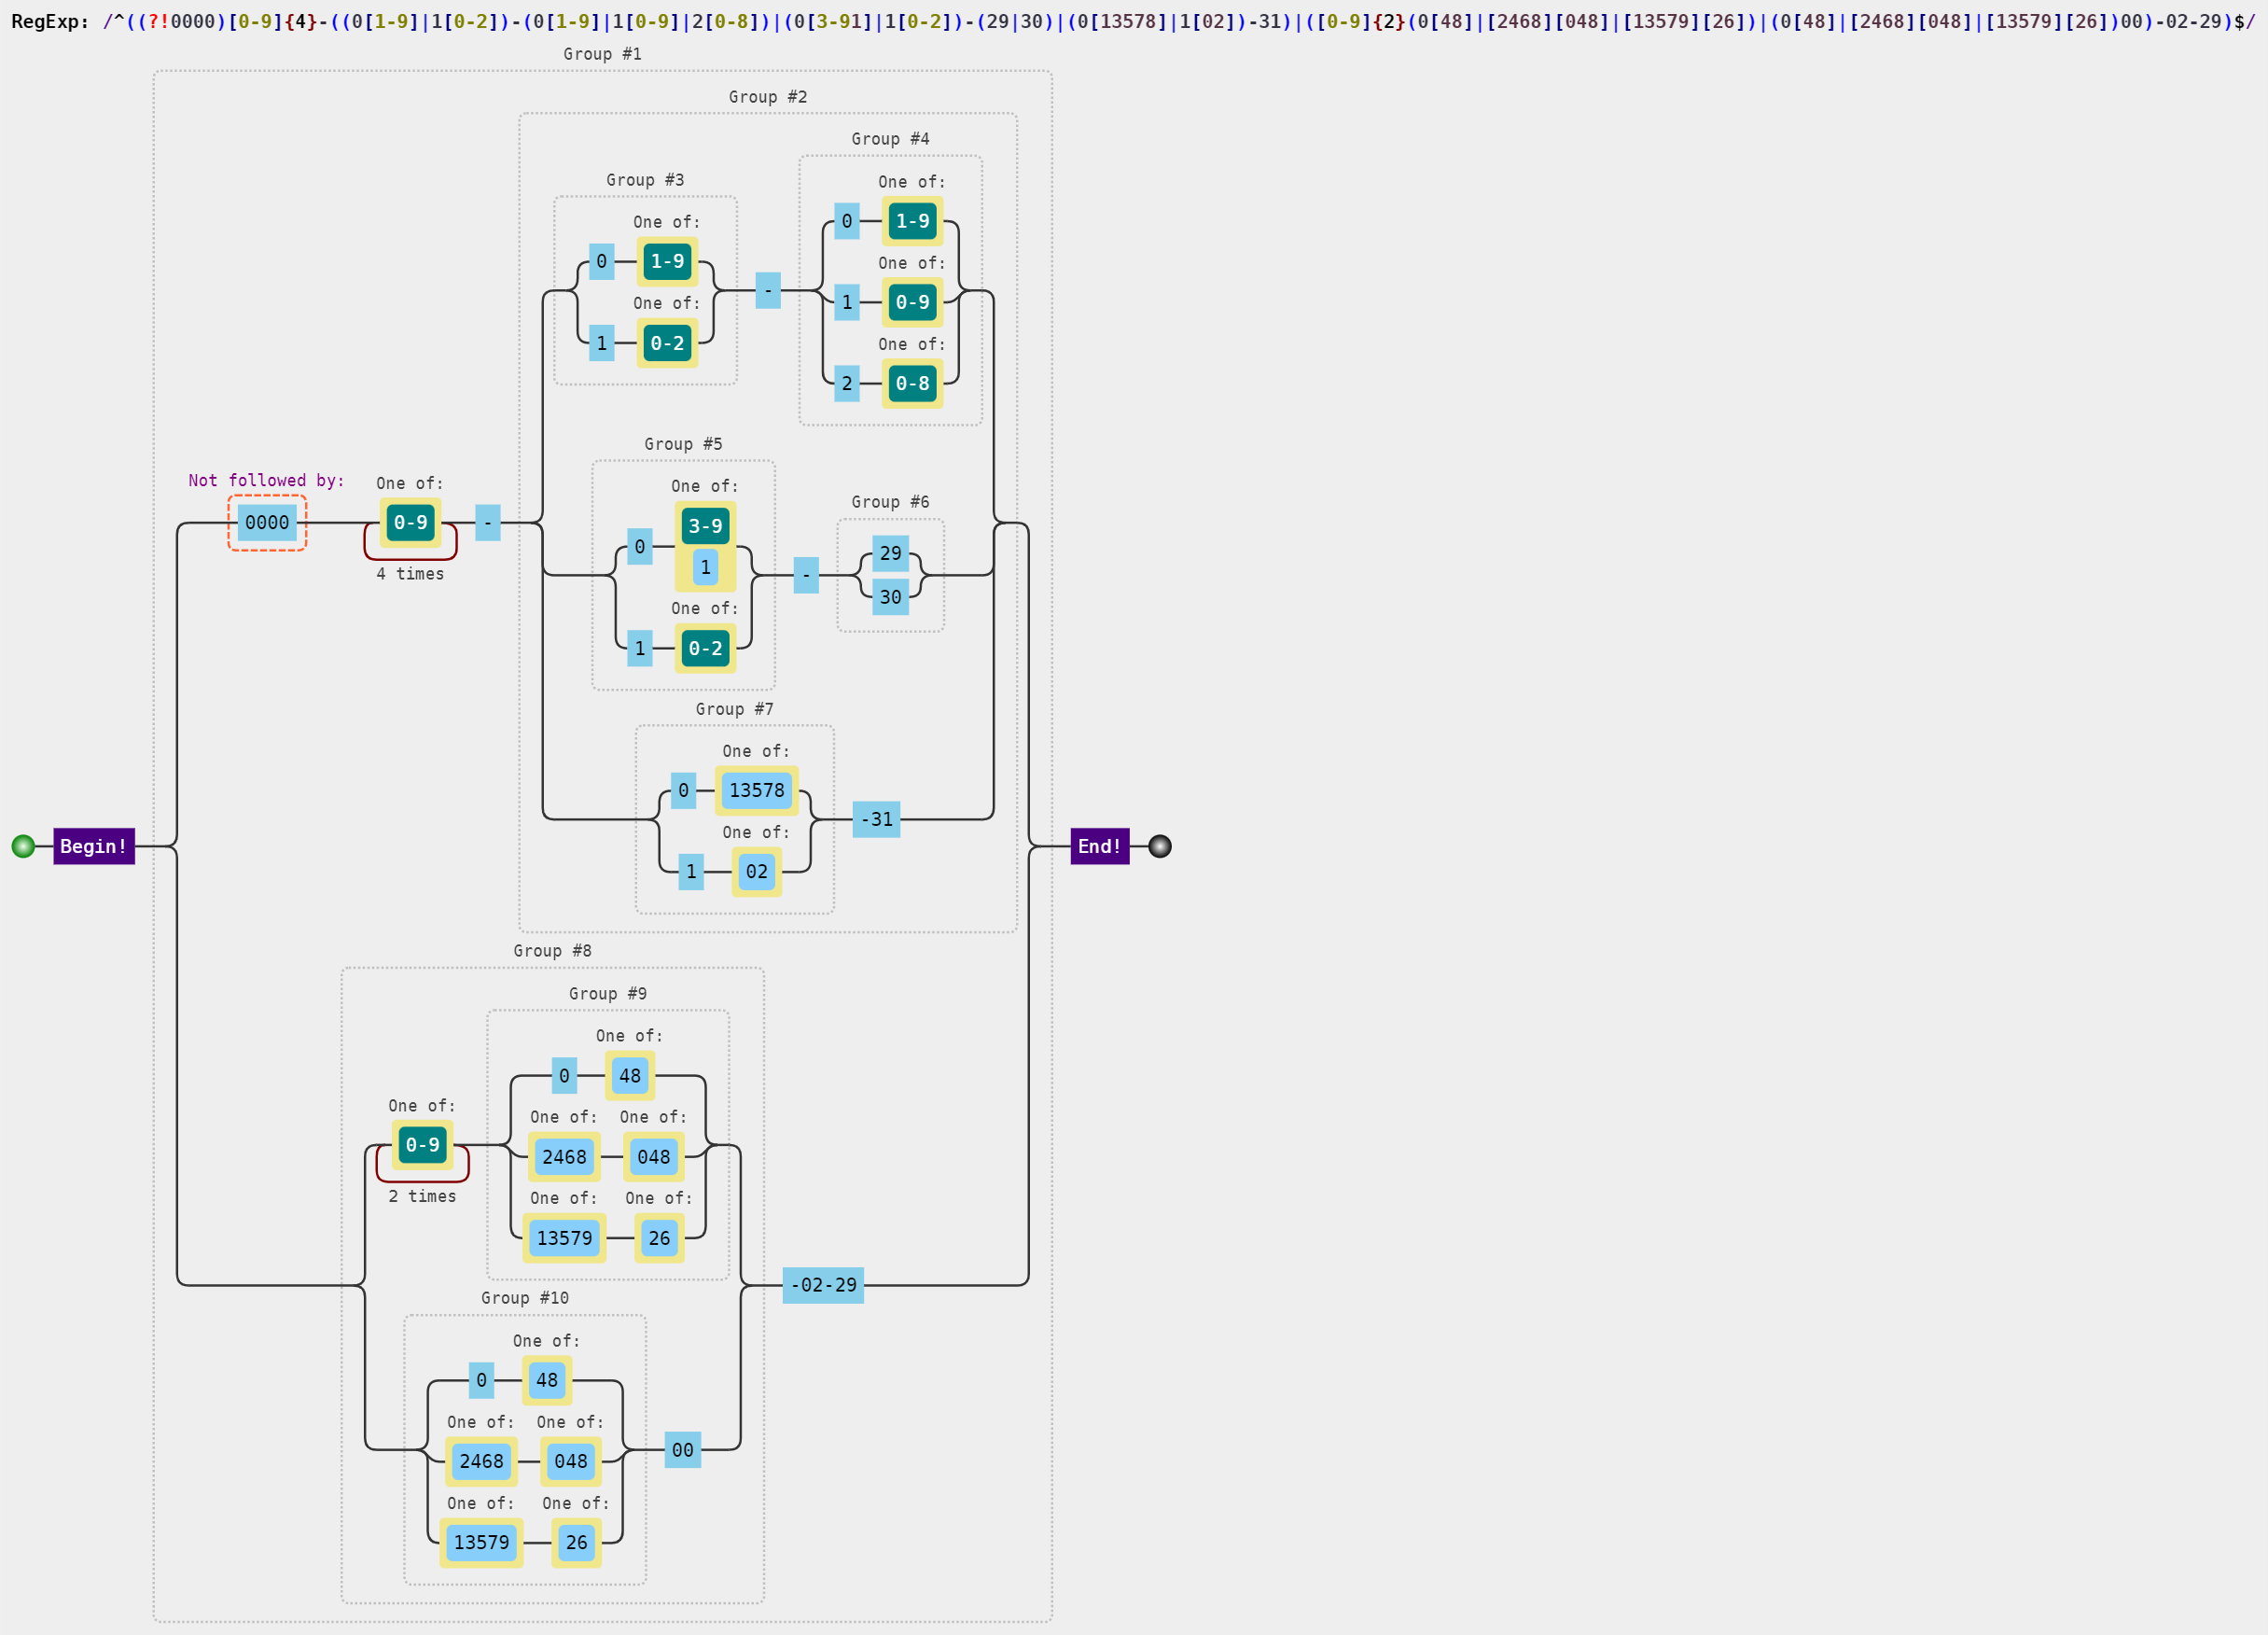 RegExp: /^((?!0000)[0-9]{4}-((0[1-9]|1[0-2])-(0[1-9]|1[0-9]|2[0-8])|(0[3-91]|1[0-2])-(29|30)|(0[13578]|1[02])-31)|([0-9]{2}(0[48]|[2468][048]|[13579][26])|(0[48]|[2468][048]|[13579][26])00)-02-29)$/
Group #1
Group #2
Group #4
One of:
Group #3
0 1-9
One of:
0 1-9
One of:
-
1 0-9
One of:
1 0-2
One of:
2 0-8
Group #5
Not followed by:
One of:
One of:
Group #6
0000
0-9
-
3-9
0
1
29
-
30
4 times
One of:
1 0-2
Group #7
One of:
0 13578
-31
One of:
Begin!
End!
1 02
Group #8
Group #9
One of:
0 48
One of:
One of: One of:
0-9
2468 048
2 times
One of: One of:
13579 26
-02-29
Group #10
One of:
0 48
One of: One of:
00
2468 048
One of: One of:
13579 26